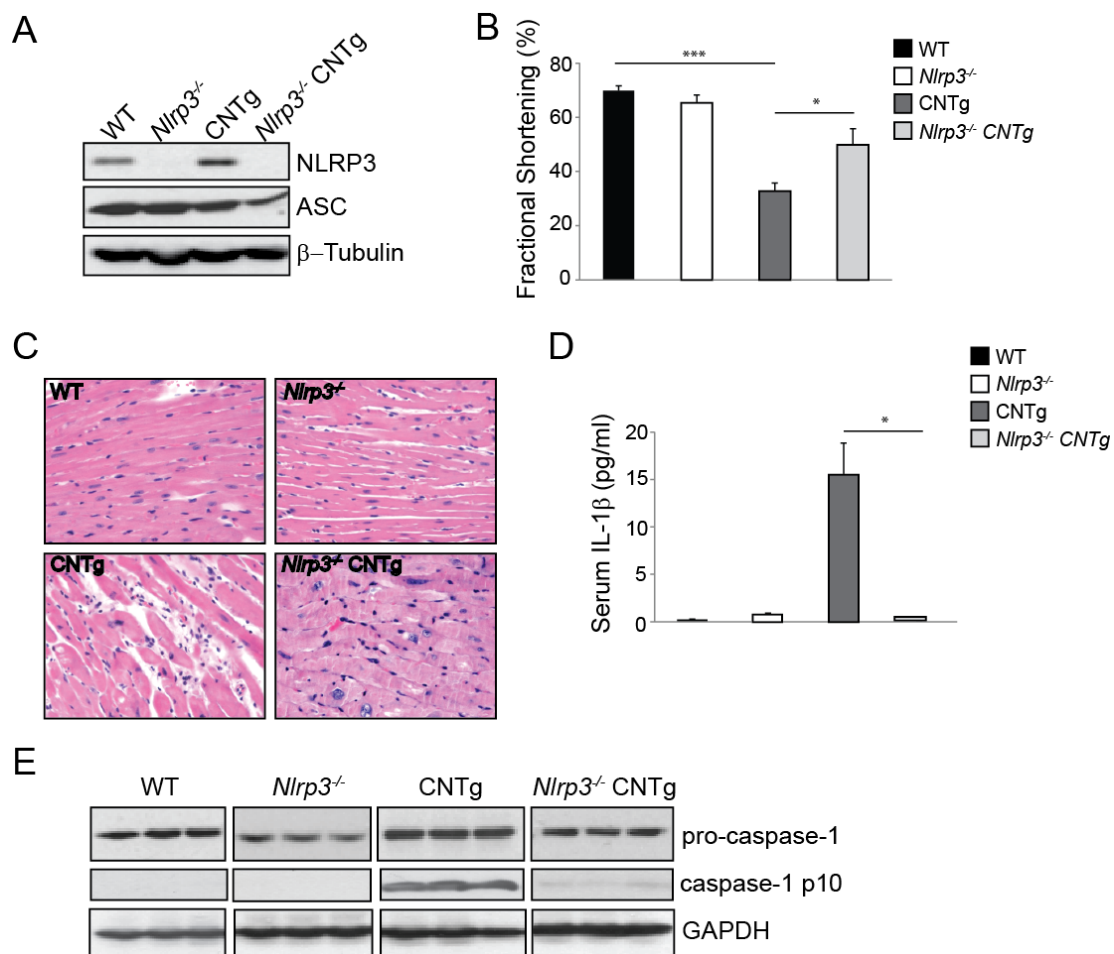 A
WT
Nlrp3-/-
CNTg
Nlrp3-/- CNTg
NLRP3
ASC
β–Tubulin
B
Fractional Shortening (%)
80
60
40
20
0
***
*
WT
Nlrp3-/-
CNTg
Nlrp3-/- CNTg
C
WT
Nlrp3-/-
CNTg
Nlrp3-/- CNTg
D
Serum IL-1β (pg/ml)
20
15
10
5
0
*
WT
Nlrp3-/-
CNTg
Nlrp3-/- CNTg
E
WT
Nlrp3-/-
CNTg
Nlrp3-/- CNTg
pro-caspase-1
caspase-1 p10
GAPDH